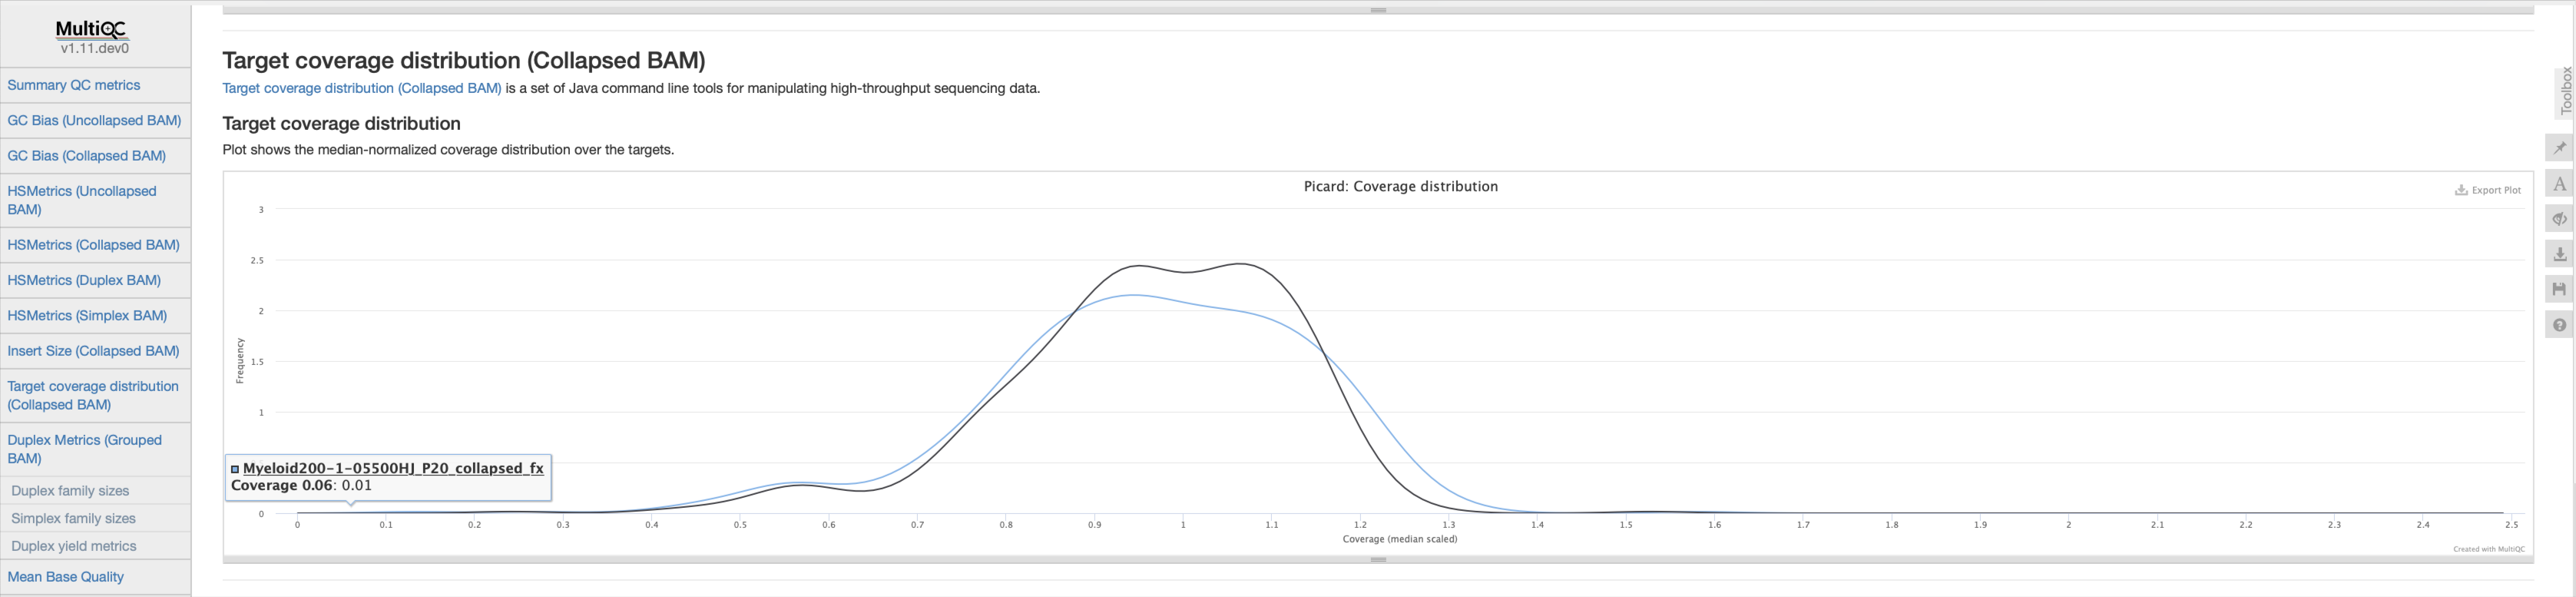 MultiQC
v1.11.dev0
Summary QC metrics
GC Bias (Uncollapsed BAM)
GC Bias (Collapsed BAM)
HSMetrics (Uncollapsed
BAM)
HSMetrics (Collapsed BAM)
HSMetrics (Duplex BAM)
HSMetrics (Simplex BAM)
Insert Size (Collapsed BAM)
Target coverage distribution
(Collapsed BAM)
Duplex Metrics (Grouped
BAM)
Duplex family sizes
Simplex family sizes
Duplex yield metrics
Mean Base Quality
Target coverage distribution (Collapsed BAM)
Target coverage distribution (Collapsed BAM) is a set of Java command line tools for manipulating high-throughput sequencing data.
Target coverage distribution
Plot shows the median-normalized coverage distribution over the targets.
Picard: Coverage distribution
Export Plot
3
2.5
2
1.5
1
0
Frequency
Myeloid200-1-05500HJ_P20_collapsed_fx
Coverage 0.06: 0.01
0 0.1 0.2 0.3 0.4 0.5 0.6 0.7 0.8 0.9 1 1.1 1.2 1.3 1.4 1.5 1.6 1.7 1.8 1.9 2 2.1 2.2 2.3 2.4 2.5
Coverage (median scaled)
Created with MultiQC
Toolbox
A
?